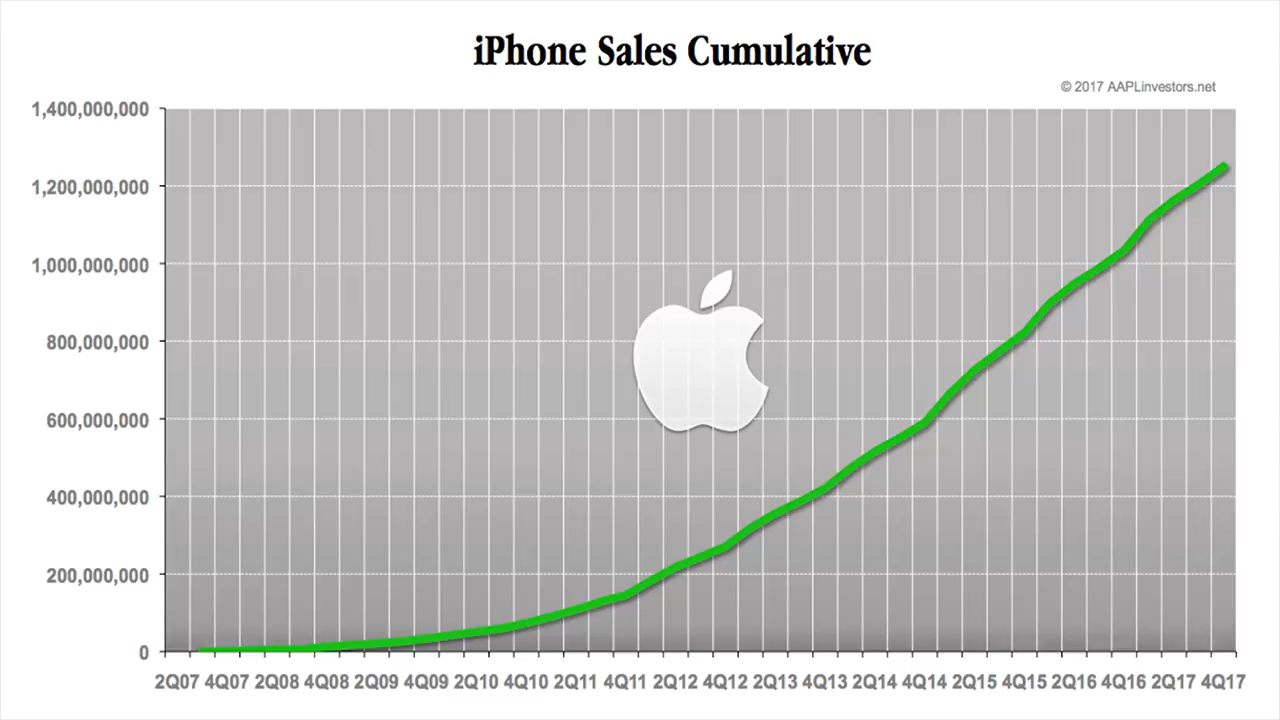 iPhone Sales Cumulative
© 2017 AAPLinvestors.net
1,400,000,000
1,200,000,000
1,000,000,000
800,000,000
600,000,000
400,000,000
200,000,000
0
2Q07 4Q07 2Q08 4Q08 2Q09 4Q09 2Q10 4Q10 2Q11 4Q11 2Q12 4Q12 2Q13 4Q13 2Q14 4Q14 2Q15 4Q15 2Q16 4Q16 2Q17 4Q17